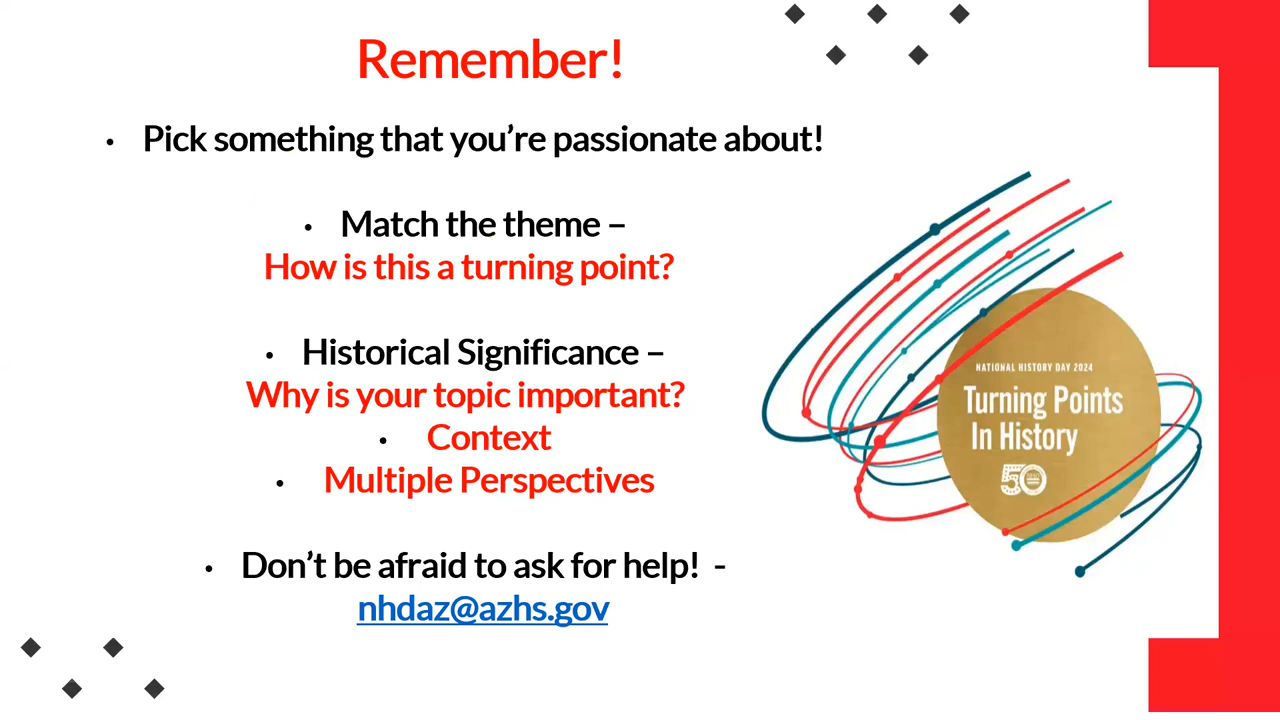 Remember!
• Pick something that you’re passionate about!
• Match the theme –
How is this a turning point?
• Historical Significance –
Why is your topic important?
• Context
• Multiple Perspectives
• Don’t be afraid to ask for help! -
nhdaz@azhs.gov
NATIONAL HISTORY DAY 2024
Turning Points
In History
50